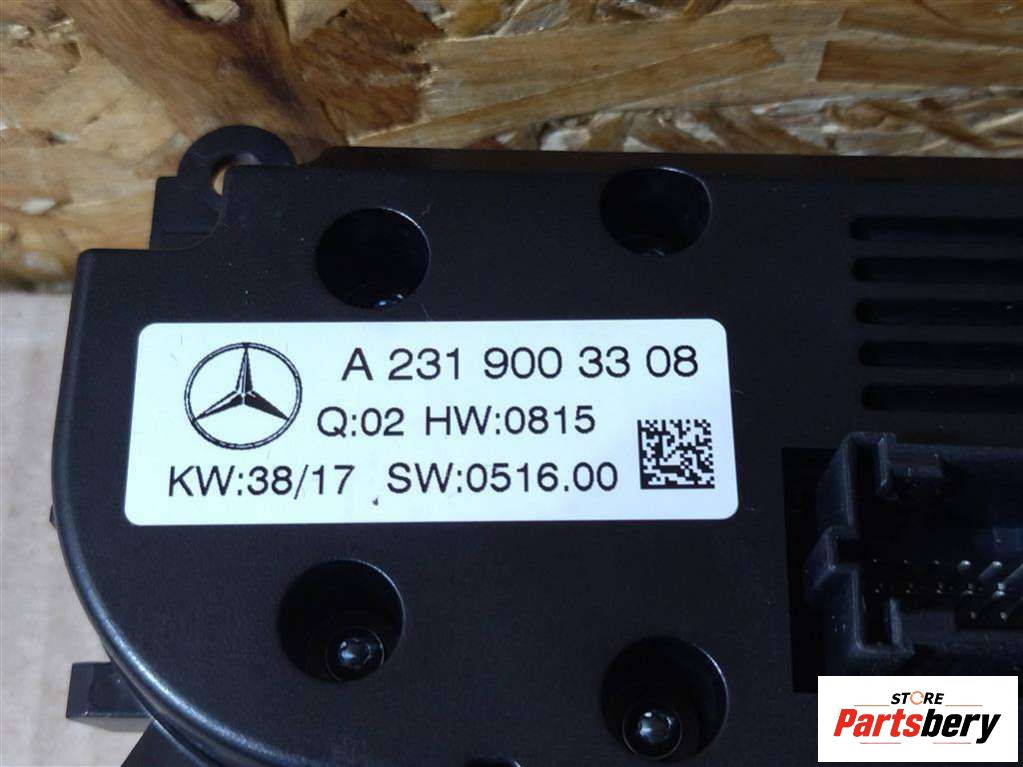 A 231 900 33 08
Q:02 HW:0815
KW:38/17 SW:0516.00
STORE
Partsbery